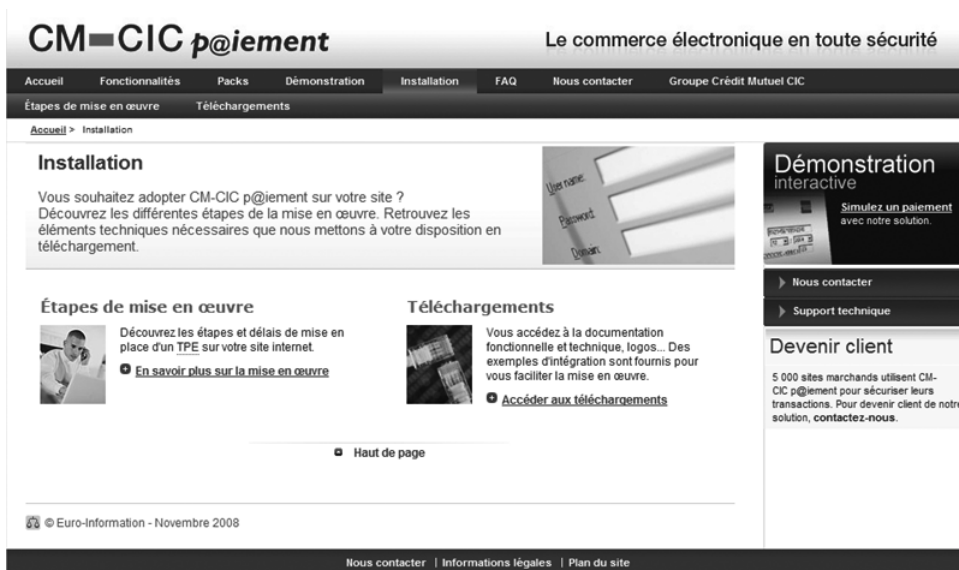 CM-CIC p@iement
Le commerce électronique en toute sécurité
Accueil Fonctionnalités Packs Démonstration Installation FAQ Nous contacter Groupe Crédit Mutuel CIC
Étapes de mise en œuvre Téléchargements
Accueil > Installation
Installation
Vous souhaitez adopter CM-CIC p@iement sur votre site ?
Découvrez les différentes étapes de la mise en œuvre. Retrouvez les
éléments techniques nécessaires que nous mettons à votre disposition en
téléchargement.
User name:
Password:
Domain:
Étapes de mise en œuvre
Découvrez les étapes et délais de mise en
place d'un TPE sur votre site internet.
En savoir plus sur la mise en œuvre
Téléchargements
Vous accédez à la documentation
fonctionnelle et technique, logos... Des
exemples d'intégration sont fournis pour
vous faciliter la mise en œuvre.
Accéder aux téléchargements
Haut de page
Démonstration
interactive
Simulez un paiement
avec notre solution.
Nous contacter
Support technique
Devenir client
5 000 sites marchands utilisent CM-
CIC p@iement pour sécuriser leurs
transactions. Pour devenir client de notre
solution, contactez-nous.
© Euro-Information - Novembre 2008
Nous contacter | Informations légales | Plan du site